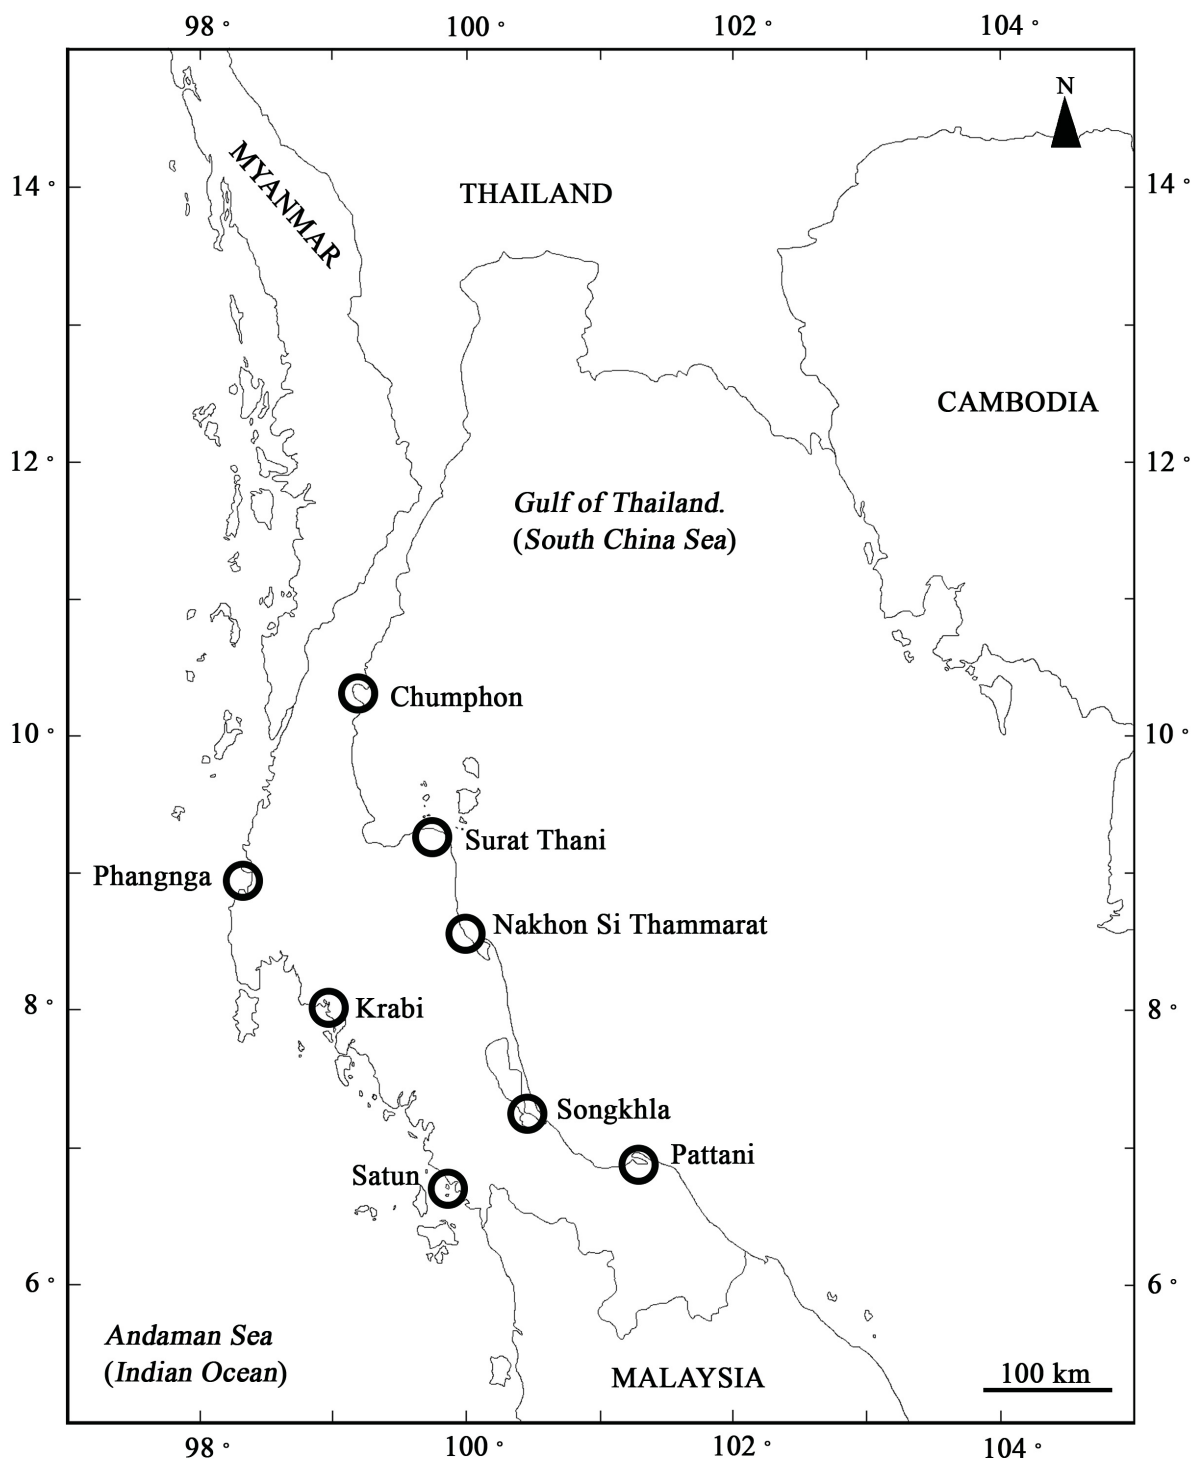 98 ° 100 ° 102 ° 104 °
N
MYANMAR
14 ° THAILAND 14 °
CAMBODIA
12 ° 12 °
Gulf of Thailand.
(South China Sea)
Chumphon
10 ° 10 °
Surat Thani
Phangnga
Nakhon Si Thammarat
8 ° Krabi 8 °
Songkhla
Pattani
Satun
6 ° 6 °
Andaman Sea
(Indian Ocean)
MALAYSIA
100 km
98 ° 100 ° 102 ° 104 °